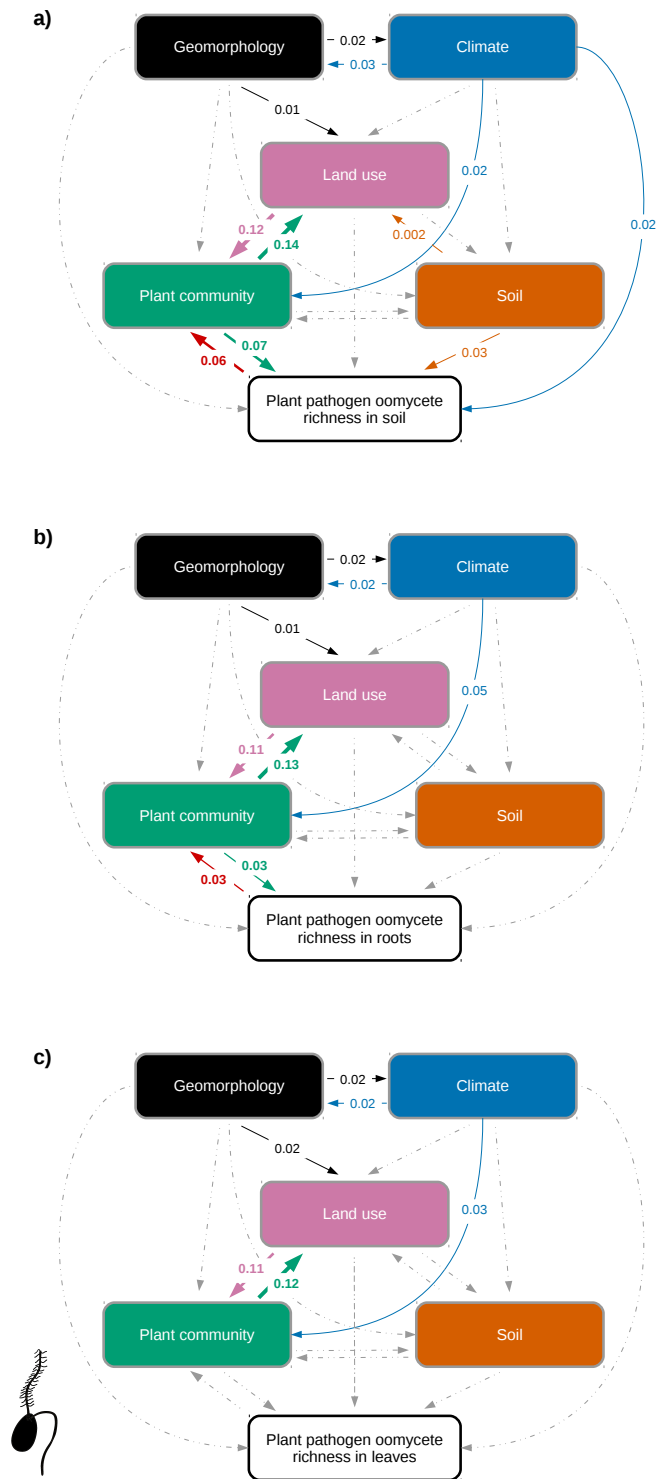 a)
Geomorphology
0.02
Climate
0.03
0.01
Land use
0.02
0.02
0.12
0.14
0.002
Plant community
Soil
0.07
0.06
0.03
Plant pathogen oomycete
richness in soil
b)
Geomorphology
0.02
Climate
0.02
0.01
Land use
0.05
0.11
0.13
Plant community
Soil
0.03
0.03
Plant pathogen oomycete
richness in roots
c)
Geomorphology
0.02
Climate
0.02
0.02
Land use
0.03
0.11
0.12
Plant community
Soil
Plant pathogen oomycete
richness in leaves